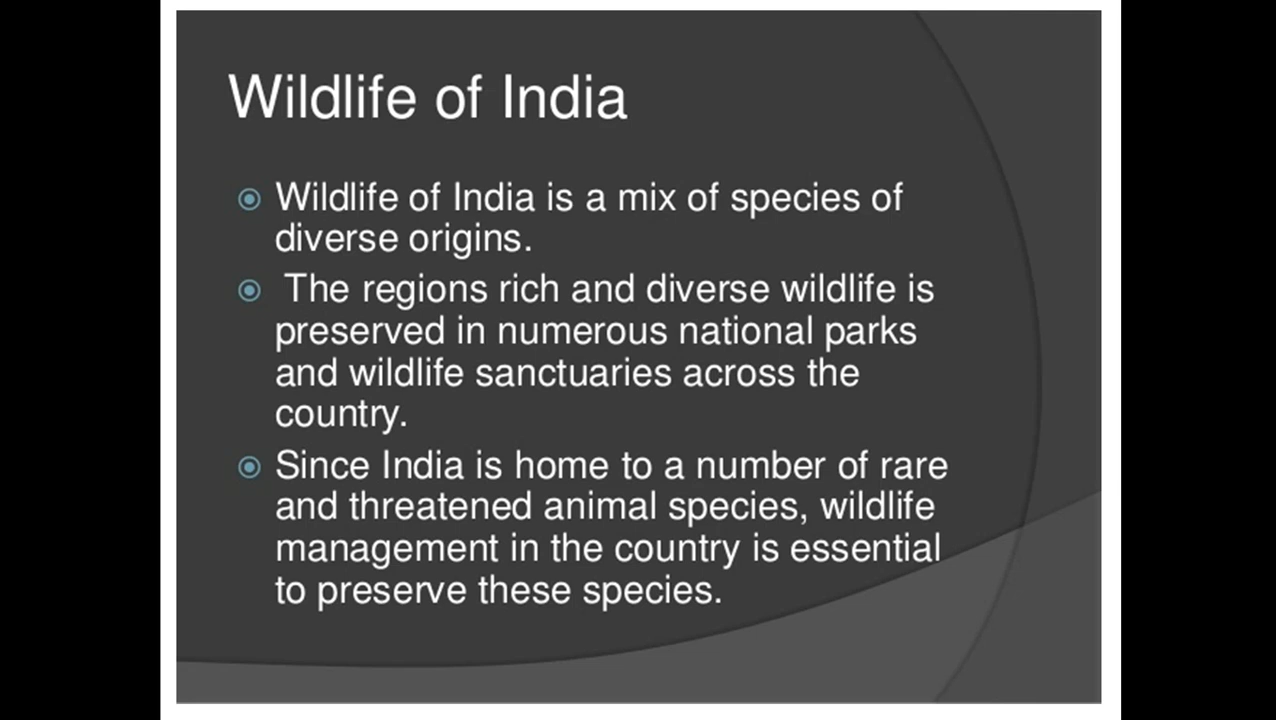 Wildlife of India
Wildlife of India is a mix of species of
diverse origins.
The regions rich and diverse wildlife is
preserved in numerous national parks
and wildlife sanctuaries across the
country.
Since India is home to a number of rare
and threatened animal species, wildlife
management in the country is essential
to preserve these species.